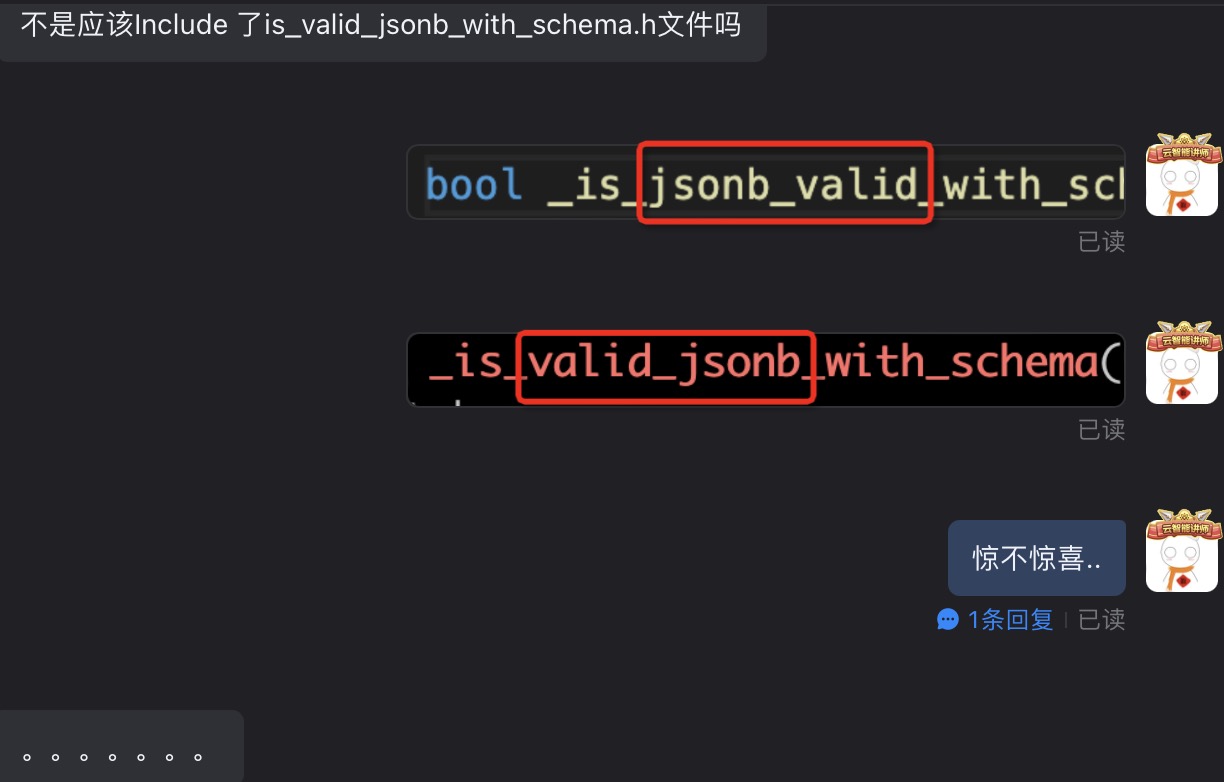 不是应该Include 了is_valid_jsonb_with_schema.h文件吗
云智能讲师
bool _is_jsonb_valid_with_sch
已读
云智能讲师
_is_valid_jsonb_with_schema(
已读
云智能讲师
惊不惊喜..
1条回复 | 已读
。。。。。。。